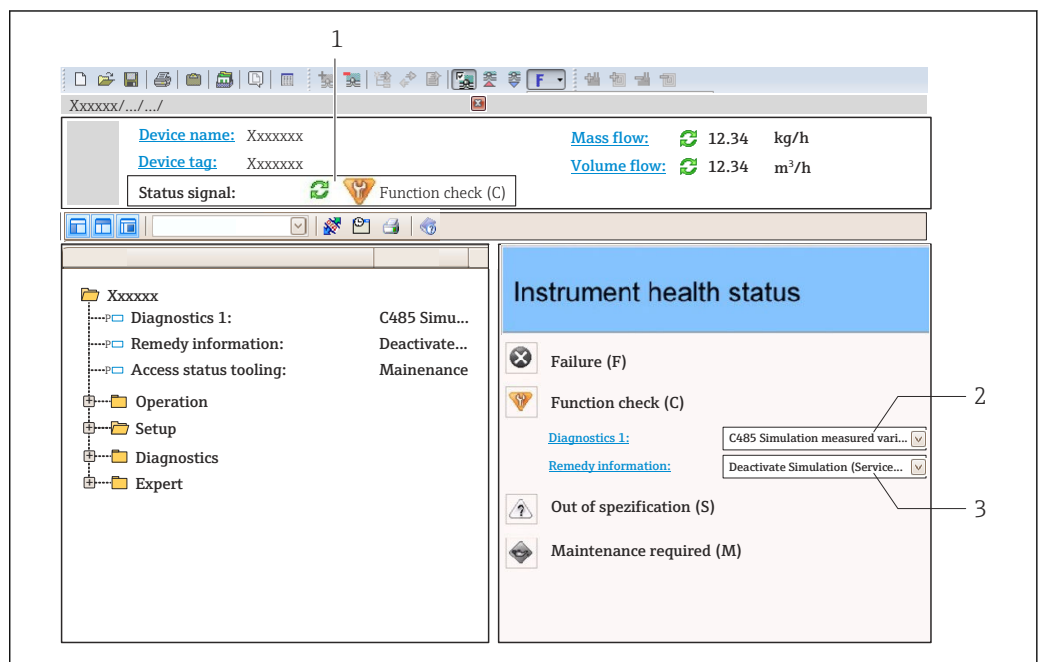 1
F
Xxxxxx/.../.../
Device name: Xxxxxxx
Mass flow: 12.34 kg/h
Device tag: Xxxxxxx
Volume flow: 12.34 m³/h
Status signal: Function check (C)
Xxxxxx
Diagnostics 1: C485 Simu...
Remedy information: Deactivate...
Access status tooling: Mainenance
Operation
Setup
Diagnostics
Expert
Instrument health status
Failure (F)
Function check (C)
2
Diagnostics 1: C485 Simulation measured vari...
Remedy information: Deactivate Simulation (Service...
Out of spezification (S)
3
Maintenance required (M)